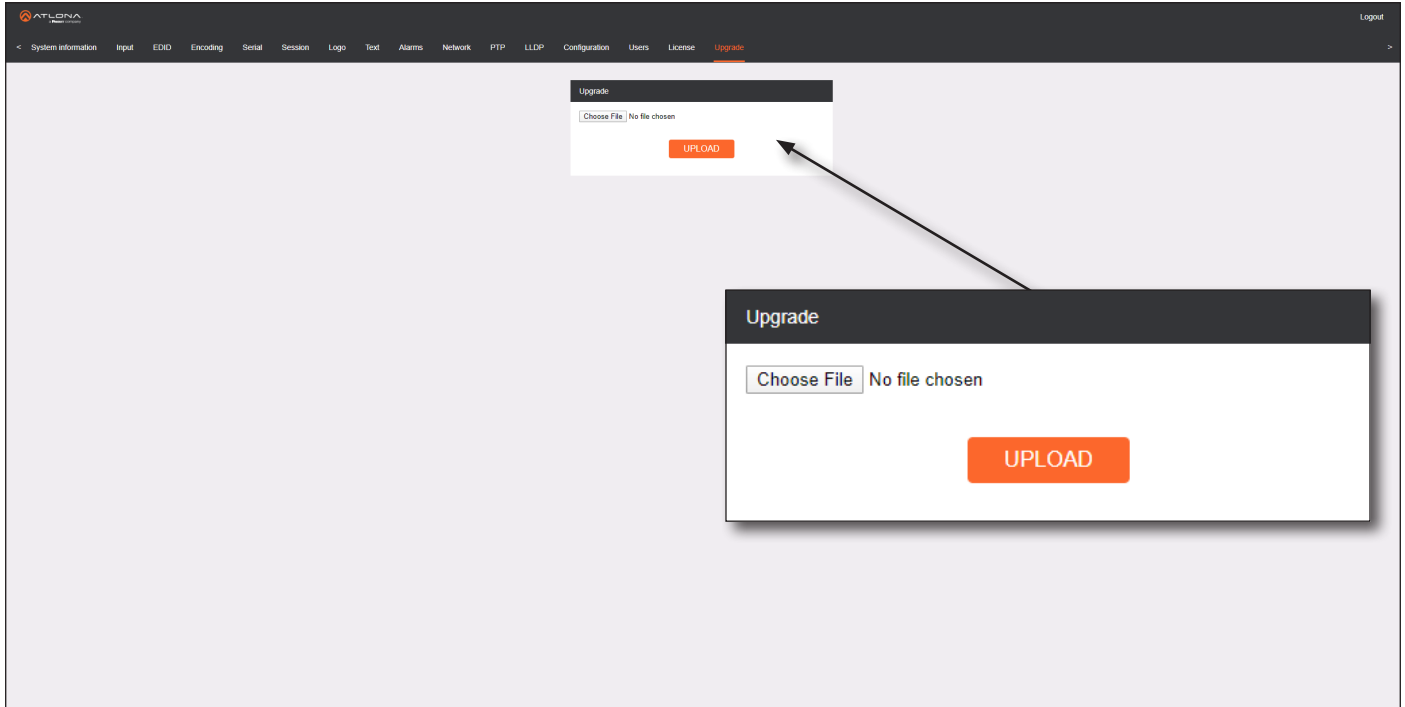 ATLONA
Logout
< System information Input EDID Encoding Serial Session Logo Text Alarms Network PTP LLDP Configuration Users License Upgrade >
Upgrade
Choose File No file chosen
UPLOAD
Upgrade
Choose File No file chosen
UPLOAD